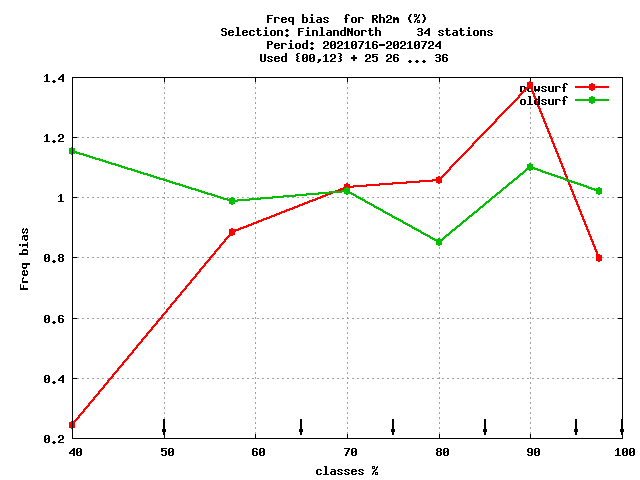 Freq bias  for Rh2m (%)
Selection: FinlandNorth     34 stations
Period: 20210716-20210724
Used {00,12} + 25 26 ... 36
newsurf
oldsurf
1.4
1.2
1
0.8
0.6
0.4
0.2
Freq bias
40 50 60 70 80 90 100
classes %